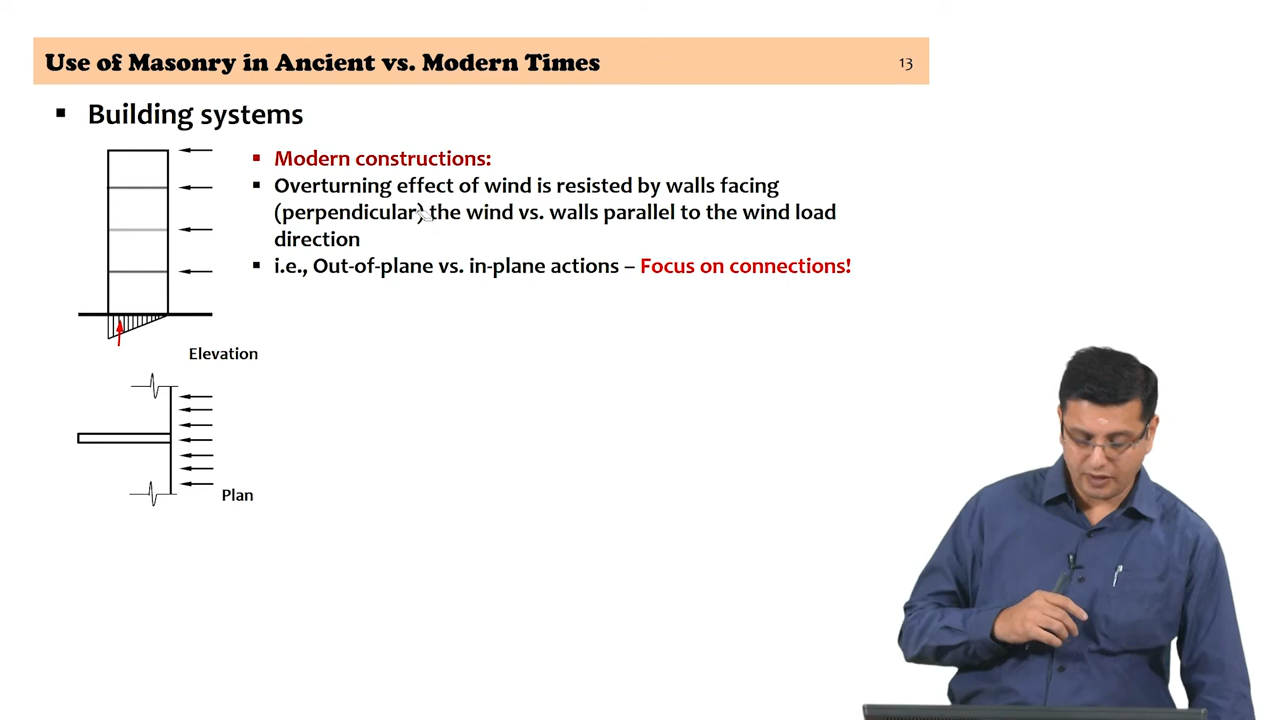 Use of Masonry in Ancient vs. Modern Times
13
Building systems
Modern constructions:
Overturning effect of wind is resisted by walls facing
(perpendicular) the wind vs. walls parallel to the wind load
direction
i.e., Out-of-plane vs. in-plane actions – Focus on connections!
Elevation
Plan